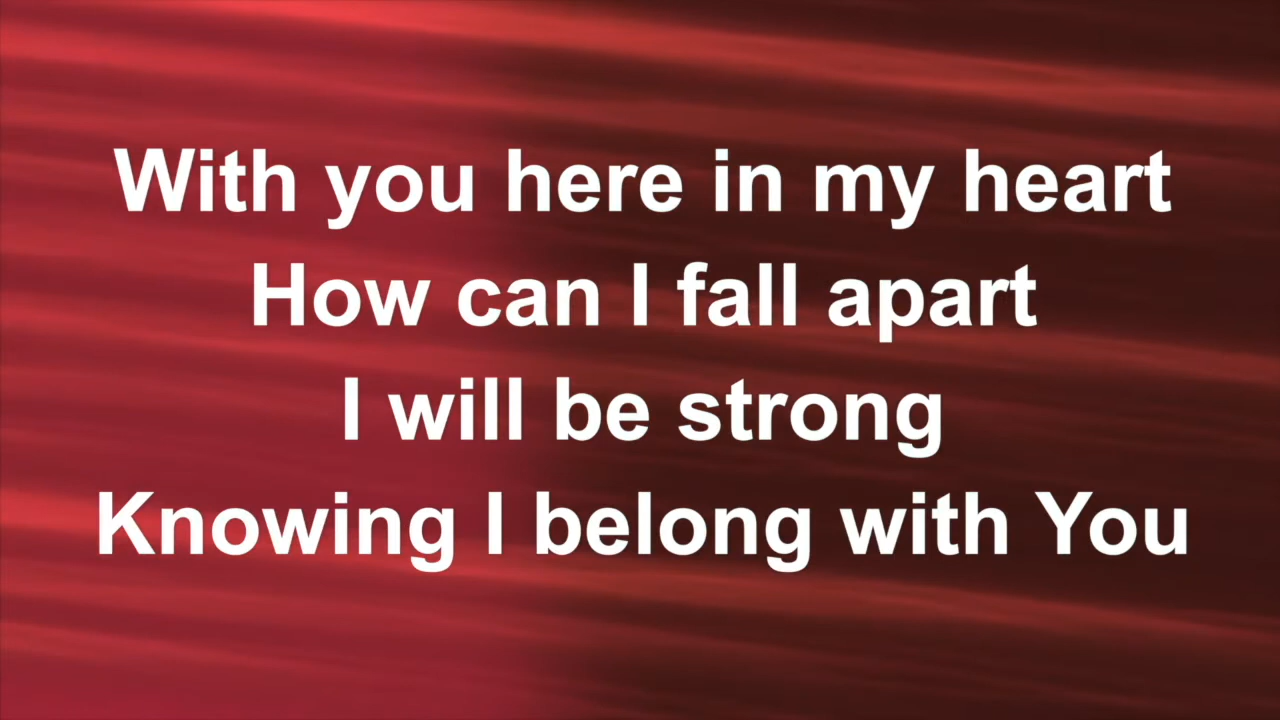 With you here in my heart
How can I fall apart
I will be strong
Knowing I belong with You